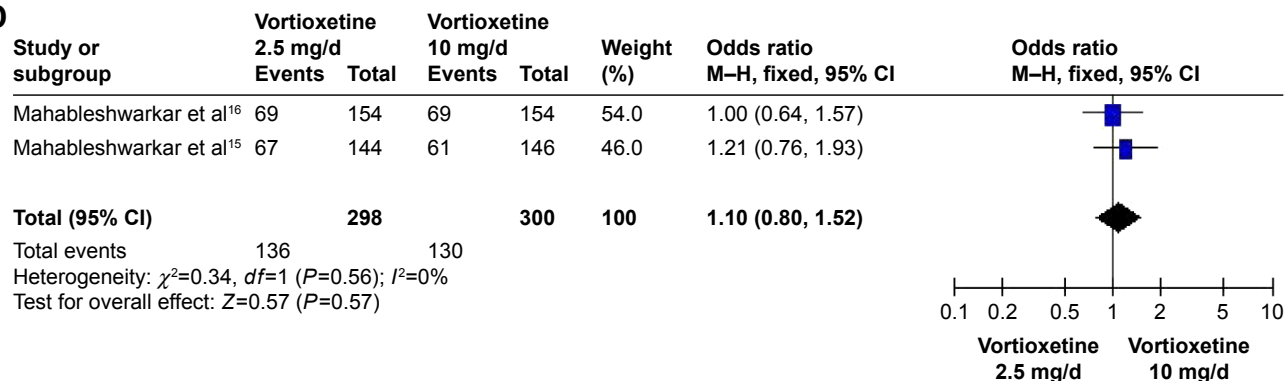 Vortioxetine Vortioxetine
Study or 2.5 mg/d 10 mg/d Weight Odds ratio Odds ratio
subgroup Events Total Events Total (%) M–H, fixed, 95% CI M–H, fixed, 95% CI
Mahableshwarkar et al¹⁶ 69 154 69 154 54.0 1.00 (0.64, 1.57)
Mahableshwarkar et al¹⁵ 67 144 61 146 46.0 1.21 (0.76, 1.93)
Total (95% CI) 298 300 100 1.10 (0.80, 1.52)
Total events 136 130
Heterogeneity: χ²=0.34, df=1 (P=0.56); I²=0%
Test for overall effect: Z=0.57 (P=0.57)
0.1 0.2 0.5 1 2 5 10
Vortioxetine Vortioxetine
2.5 mg/d 10 mg/d